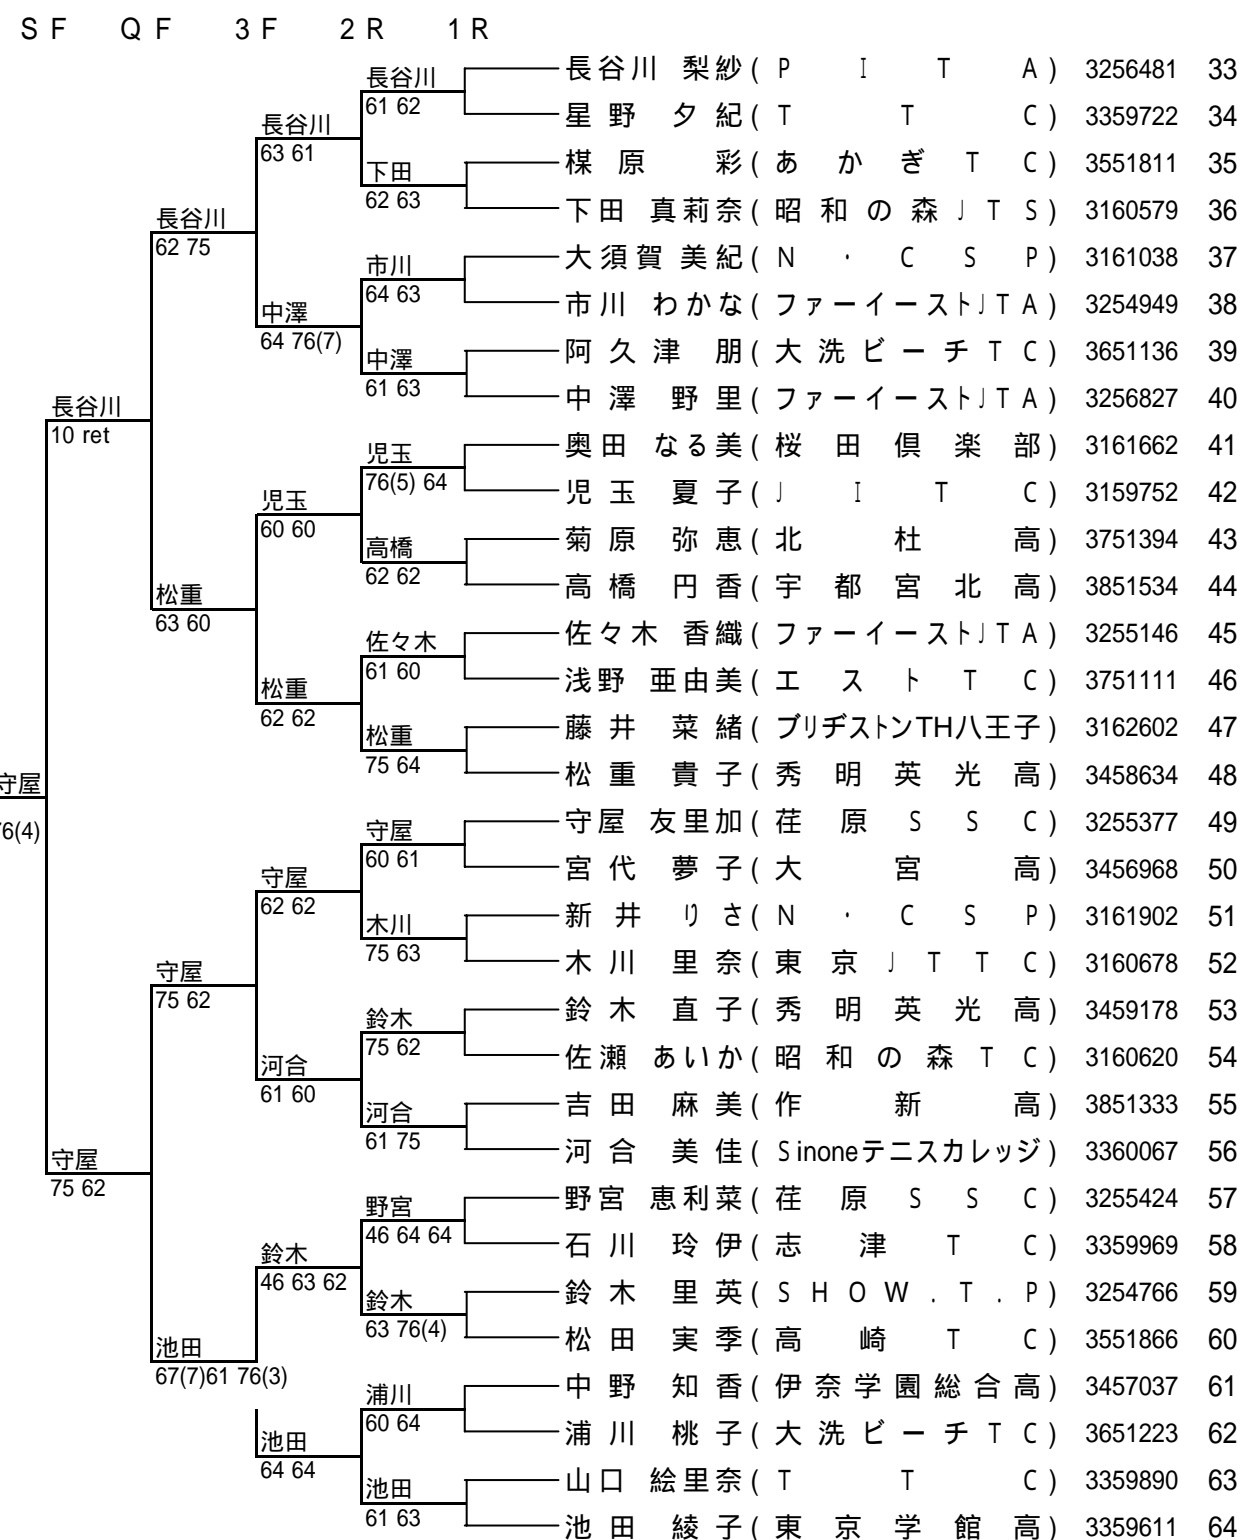 SF QF 3F 2R 1R
長谷川 梨紗(PITA) 3256481 33
長谷川
61 62
星野 夕紀(TTC) 3359722 34
長谷川
63 61
楳原 彩(あかぎTC) 3551811 35
下田
62 63
下田 真莉奈(昭和の森JTS) 3160579 36
長谷川
62 75
大須賀 美紀(N・CSP) 3161038 37
市川
64 63
市川 わかな(ファーイーストJTA) 3254949 38
中澤
64 76(7)
阿久津 朋(大洗ビーチTC) 3651136 39
中澤
61 63
中澤 野里(ファーイーストJTA) 3256827 40
長谷川
10 ret
奥田 なる美(桜田倶楽部) 3161662 41
児玉
76(5) 64
児玉 夏子(JITC) 3159752 42
児玉
60 60
菊原 弥恵(北杜高) 3751394 43
高橋
62 62
高橋 円香(宇都宮北高) 3851534 44
松重
63 60
佐々木 香織(ファーイーストJTA) 3255146 45
佐々木
61 60
浅野 亜由美(エストTC) 3751111 46
松重
62 62
藤井 菜緒(ブリヂストンTH八王子) 3162602 47
松重
75 64
松重 貴子(秀明英光高) 3458634 48
守屋
76(4)
守屋 友里加(荏原SSC) 3255377 49
守屋
60 61
宮代 夢子(大宮高) 3456968 50
守屋
62 62
新井 りさ(N・CSP) 3161902 51
木川
75 63
木川 里奈(東京JTTC) 3160678 52
守屋
75 62
鈴木 直子(秀明英光高) 3459178 53
鈴木
75 62
佐瀬 あいか(昭和の森TC) 3160620 54
河合
61 60
吉田 麻美(作新高) 3851333 55
河合
61 75
河合 美佳(Sinoneテニスカレッジ) 3360067 56
守屋
75 62
野宮 恵利菜(荏原SSC) 3255424 57
野宮
46 64 64
石川 玲伊(志津TC) 3359969 58
鈴木
46 63 62
鈴木 里英(SHOW.T.P) 3254766 59
鈴木
63 76(4)
松田 実季(高崎TC) 3551866 60
池田
67(7)61 76(3)
中野 知香(伊奈学園総合高) 3457037 61
浦川
60 64
浦川 桃子(大洗ビーチTC) 3651223 62
池田
64 64
山口 絵里奈(TTC) 3359890 63
池田
61 63
池田 綾子(東京学館高) 3359611 64